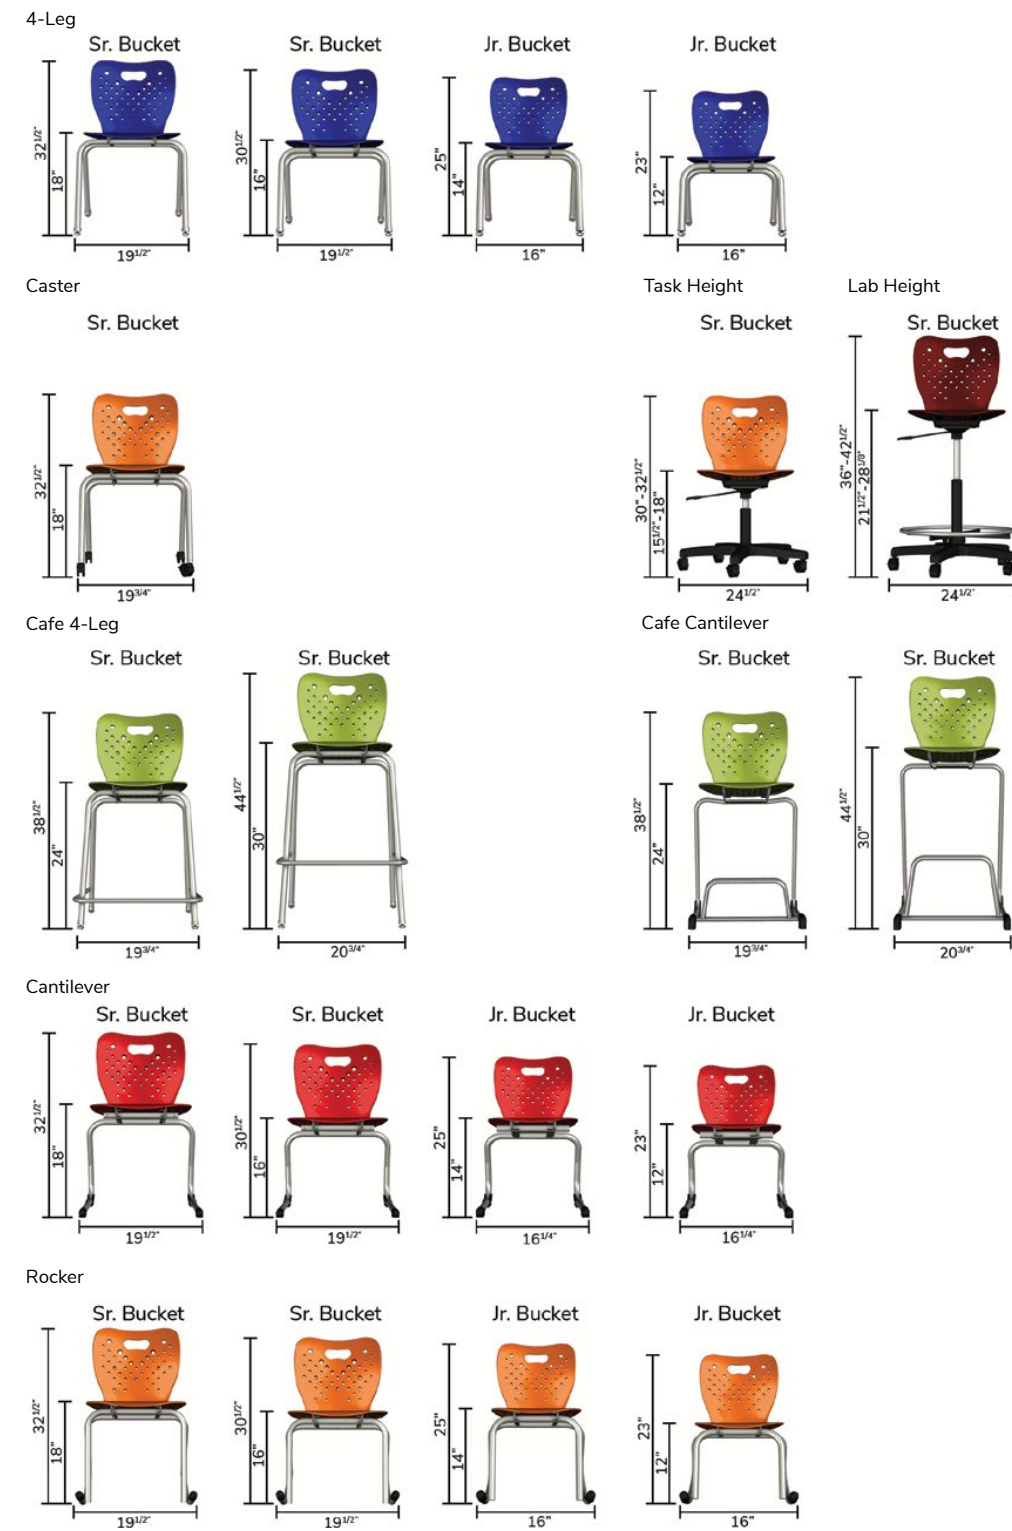 4-Leg
Sr. Bucket Sr. Bucket Jr. Bucket Jr. Bucket
32 1/2" 18" 30 1/2" 16" 25" 14" 23" 12"
19 1/2" 19 1/2" 16" 16"
Caster Task Height Lab Height
Sr. Bucket Sr. Bucket Sr. Bucket
32 1/2" 18" 30"-32 1/2" 15 1/2"-18" 36"-42 1/2" 21 1/2"-28 1/8"
19 3/4" 24 1/2" 24 1/2"
Cafe 4-Leg Cafe Cantilever
Sr. Bucket Sr. Bucket Sr. Bucket Sr. Bucket
38 1/2" 24" 44 1/2" 30" 38 1/2" 24" 44 1/2" 30"
19 3/4" 20 3/4" 19 3/4" 20 3/4"
Cantilever
Sr. Bucket Sr. Bucket Jr. Bucket Jr. Bucket
32 1/2" 18" 30 1/2" 16" 25" 14" 23" 12"
19 1/2" 19 1/2" 16 1/4" 16 1/4"
Rocker
Sr. Bucket Sr. Bucket Jr. Bucket Jr. Bucket
32 1/2" 18" 30 1/2" 16" 25" 14" 23" 12"
19 1/2" 19 1/2" 16" 16"